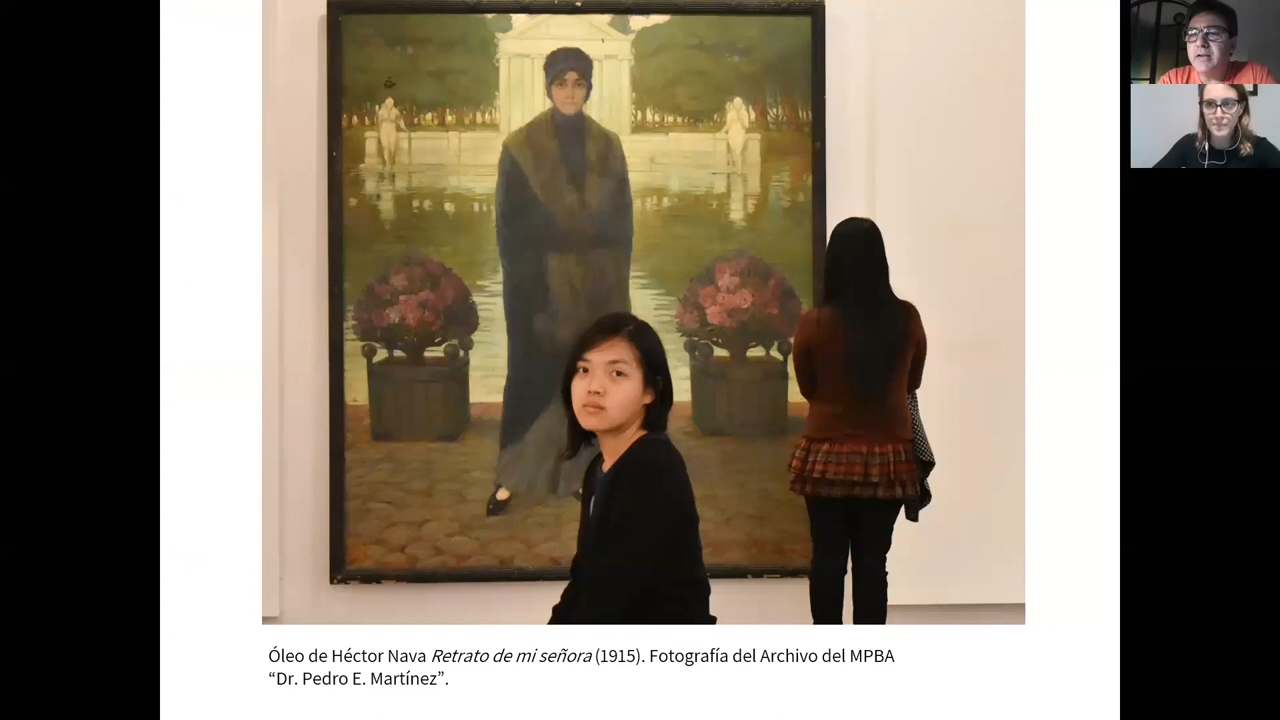 Óleo de Héctor Nava Retrato de mi señora (1915). Fotografía del Archivo del MPBA
“Dr. Pedro E. Martínez”.